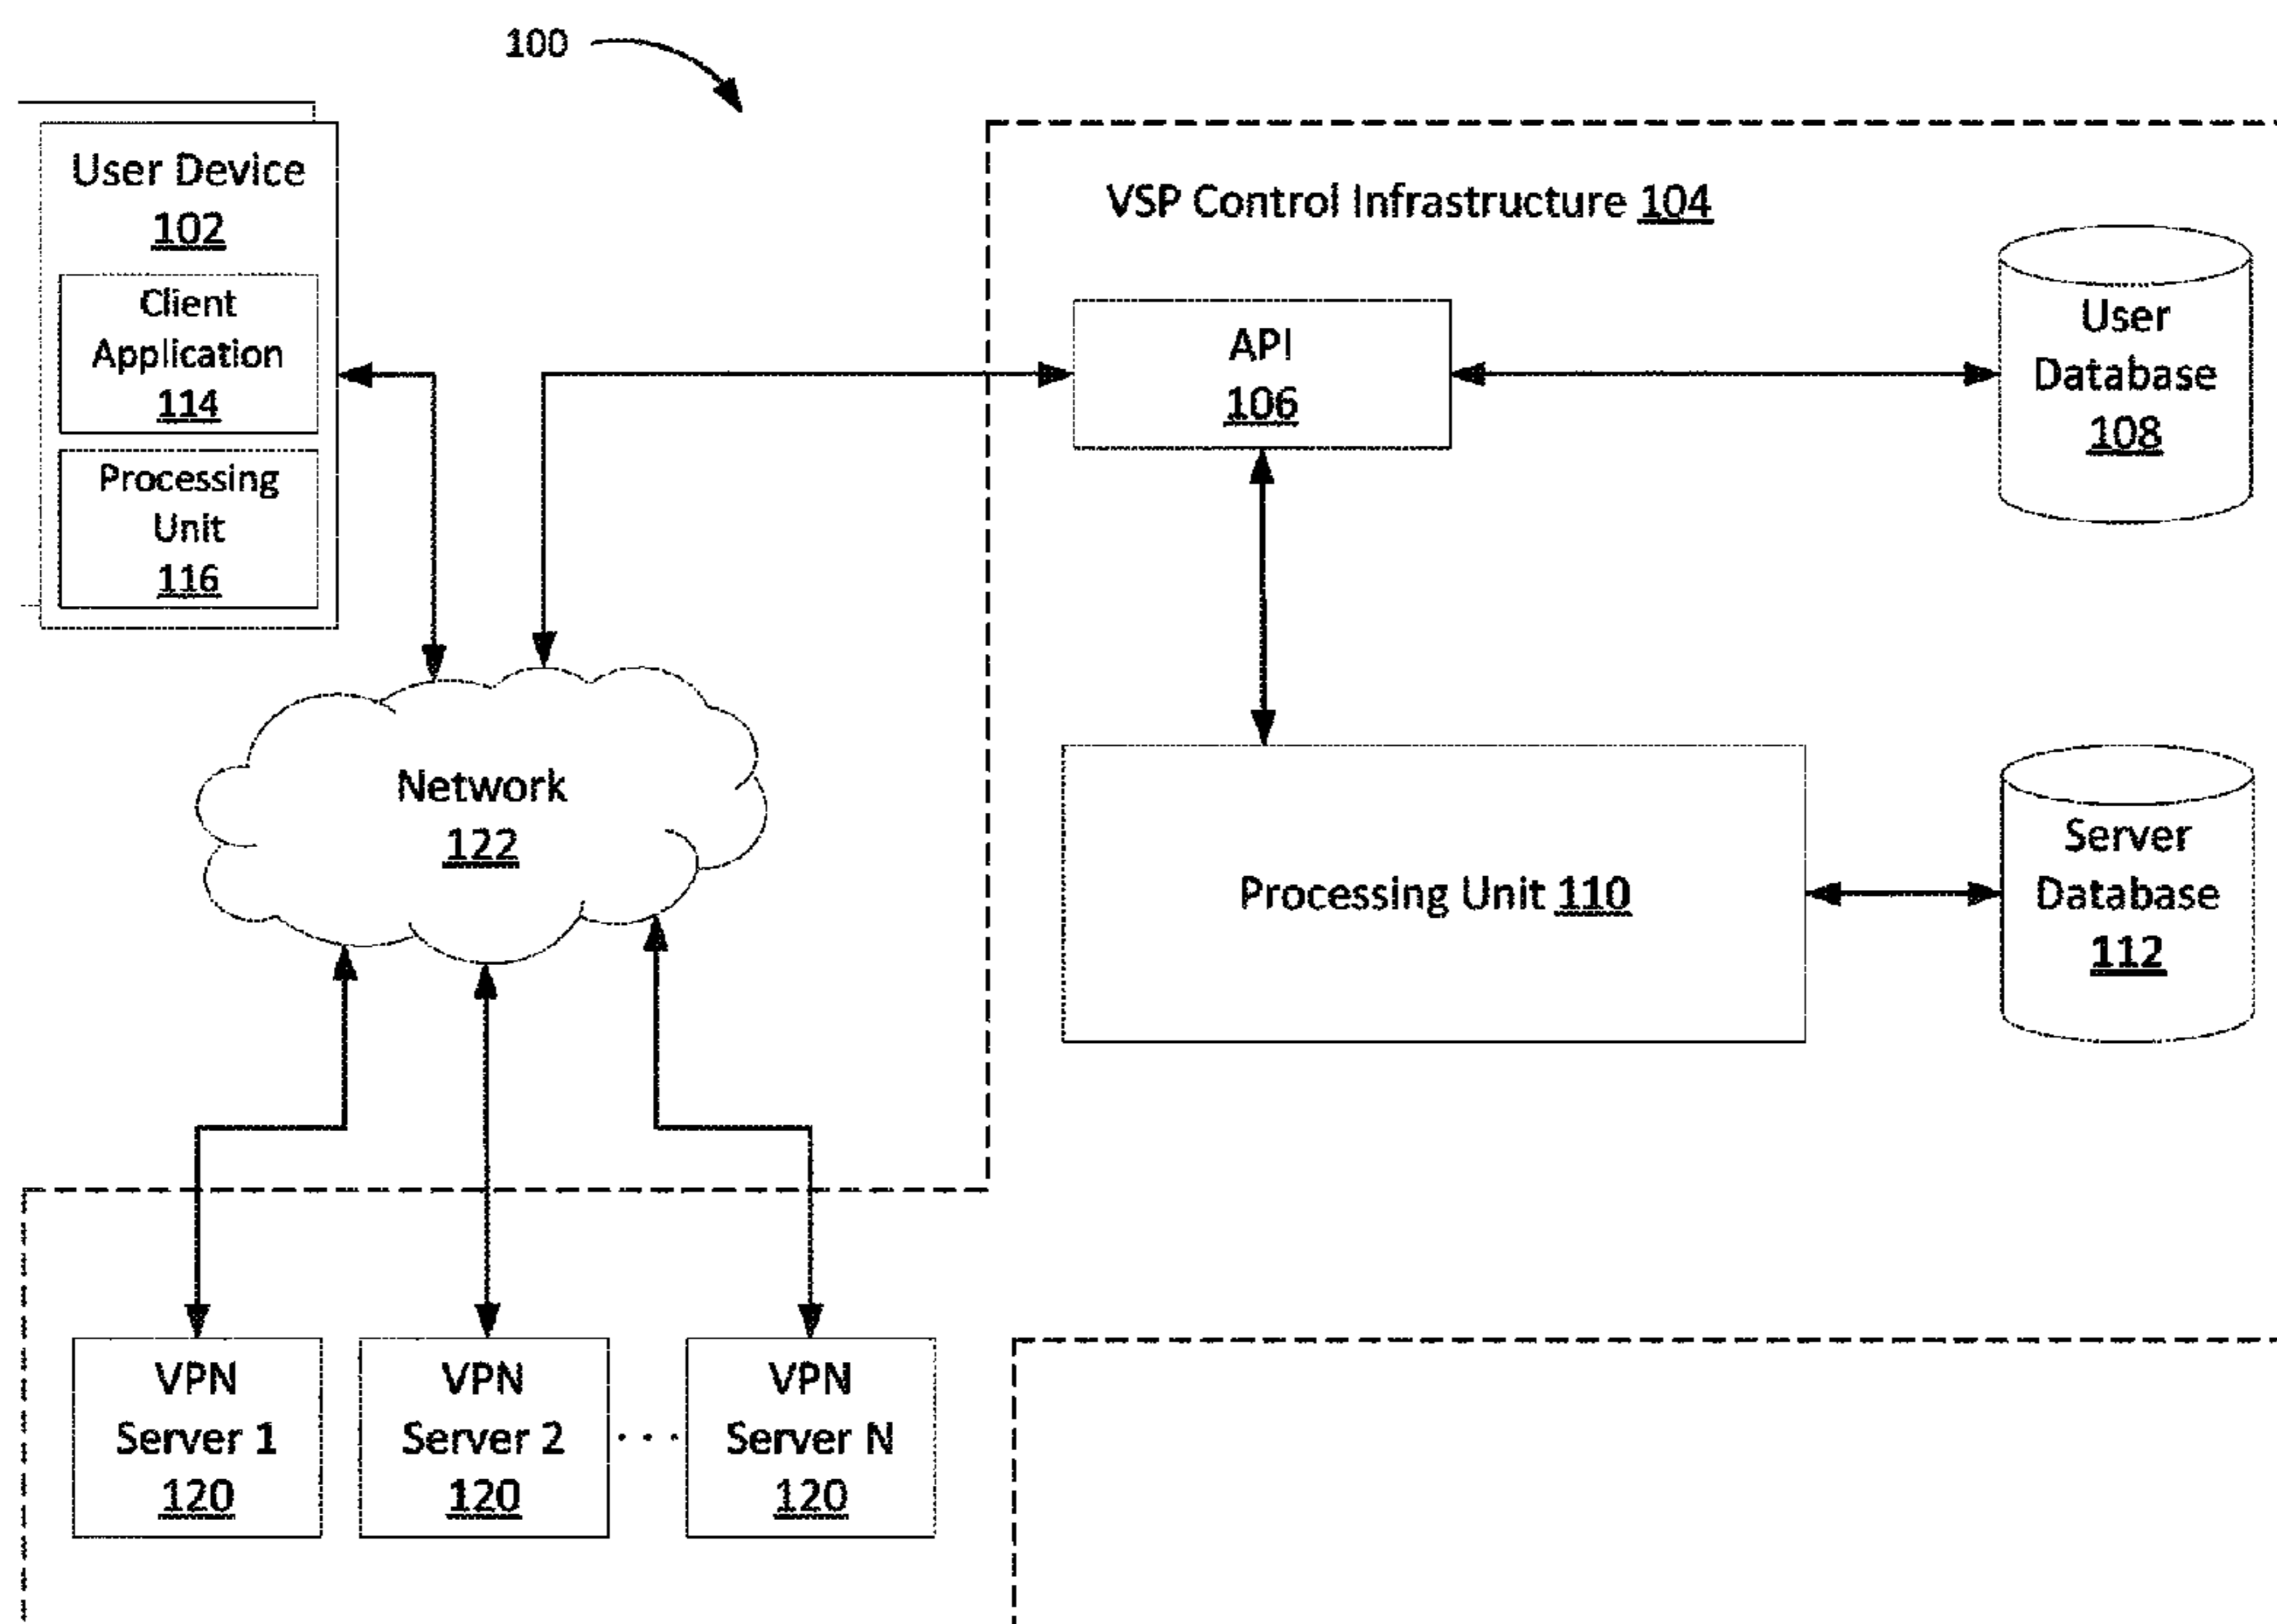 100
User Device
102
Client
Application
114
Processing
Unit
116
VSP Control Infrastructure 104
API
106
User
Database
108
Network
122
Processing Unit 110
Server
Database
112
VPN
Server 1
120
VPN
Server 2
120
. . .
VPN
Server N
120